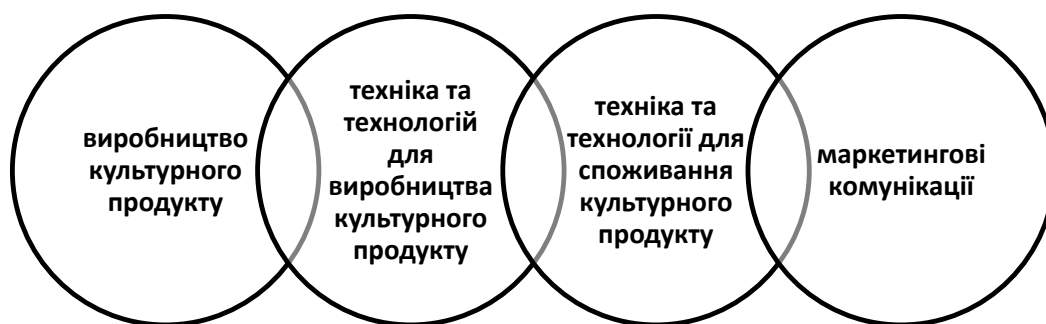 виробництво
культурного
продукту
техніка та
технологій
для
виробництва
культурного
продукту
техніка та
технології для
споживання
культурного
продукту
маркетингові
комунікації